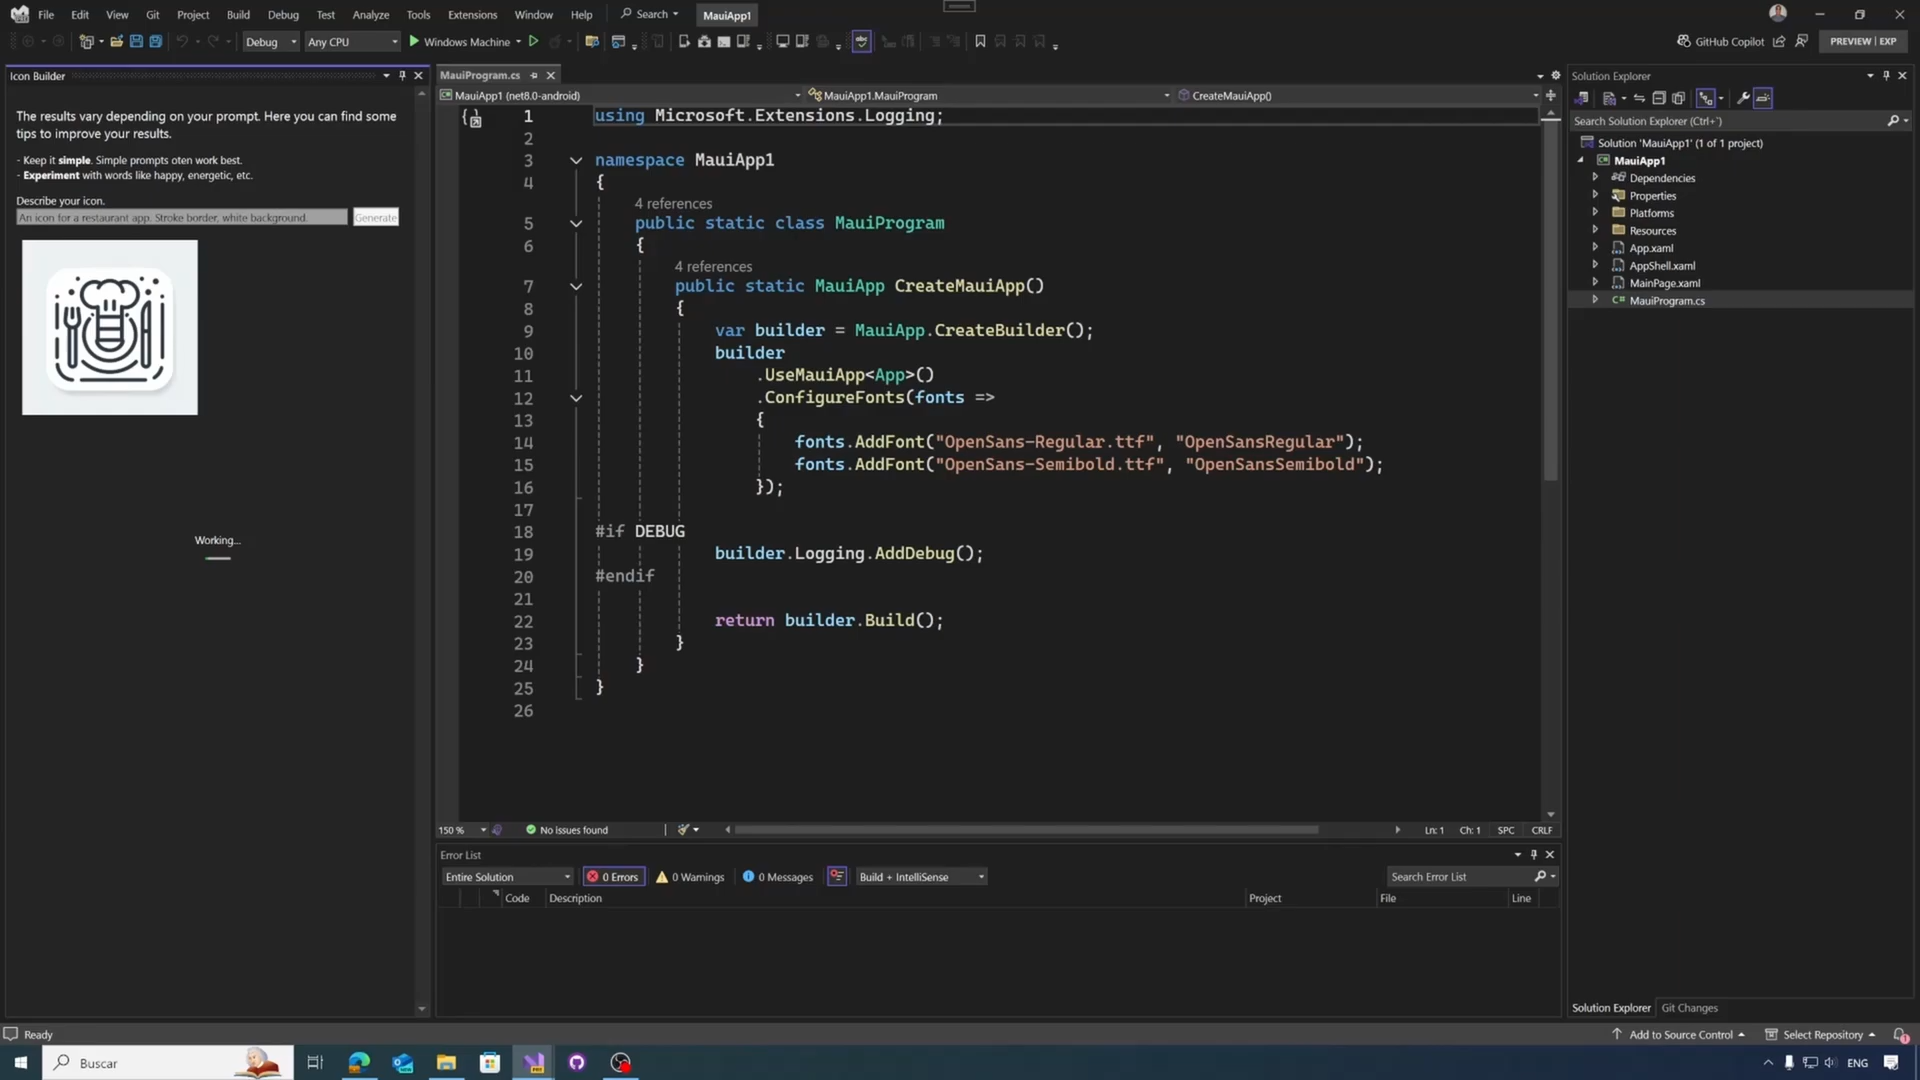 File Edit View Git Project Build Debug Test Analyze Tools Extensions Window Help Search MauiApp1
Debug Any CPU Windows Machine GitHub Copilot PREVIEW | EXP
Icon Builder
The results vary depending on your prompt. Here you can find some
tips to improve your results.
- Keep it simple. Simple prompts oten work best.
- Experiment with words like happy, energetic, etc.
Describe your icon.
An icon for a restaurant app. Stroke border, white background. Generate
Working...
MauiProgram.cs
MauiApp1 (net8.0-android) MauiApp1.MauiProgram CreateMauiApp()
1 using Microsoft.Extensions.Logging;
2
3 namespace MauiApp1
4 {
4 references
5 public static class MauiProgram
6 {
4 references
7 public static MauiApp CreateMauiApp()
8 {
9 var builder = MauiApp.CreateBuilder();
10 builder
11 .UseMauiApp<App>()
12 .ConfigureFonts(fonts =>
13 {
14 fonts.AddFont("OpenSans-Regular.ttf", "OpenSansRegular");
15 fonts.AddFont("OpenSans-Semibold.ttf", "OpenSansSemibold");
16 });
17
18 #if DEBUG
19 builder.Logging.AddDebug();
20 #endif
21
22 return builder.Build();
23 }
24 }
25 }
26
150 % No issues found Ln: 1 Ch: 1 SPC CRLF
Error List
Entire Solution 0 Errors 0 Warnings 0 Messages Build + IntelliSense Search Error List
Code Description Project File Line
Solution Explorer
Search Solution Explorer (Ctrl+`)
Solution 'MauiApp1' (1 of 1 project)
MauiApp1
Dependencies
Properties
Platforms
Resources
App.xaml
AppShell.xaml
MainPage.xaml
C# MauiProgram.cs
Solution Explorer Git Changes
Ready Add to Source Control Select Repository 1
Buscar PRE ENG